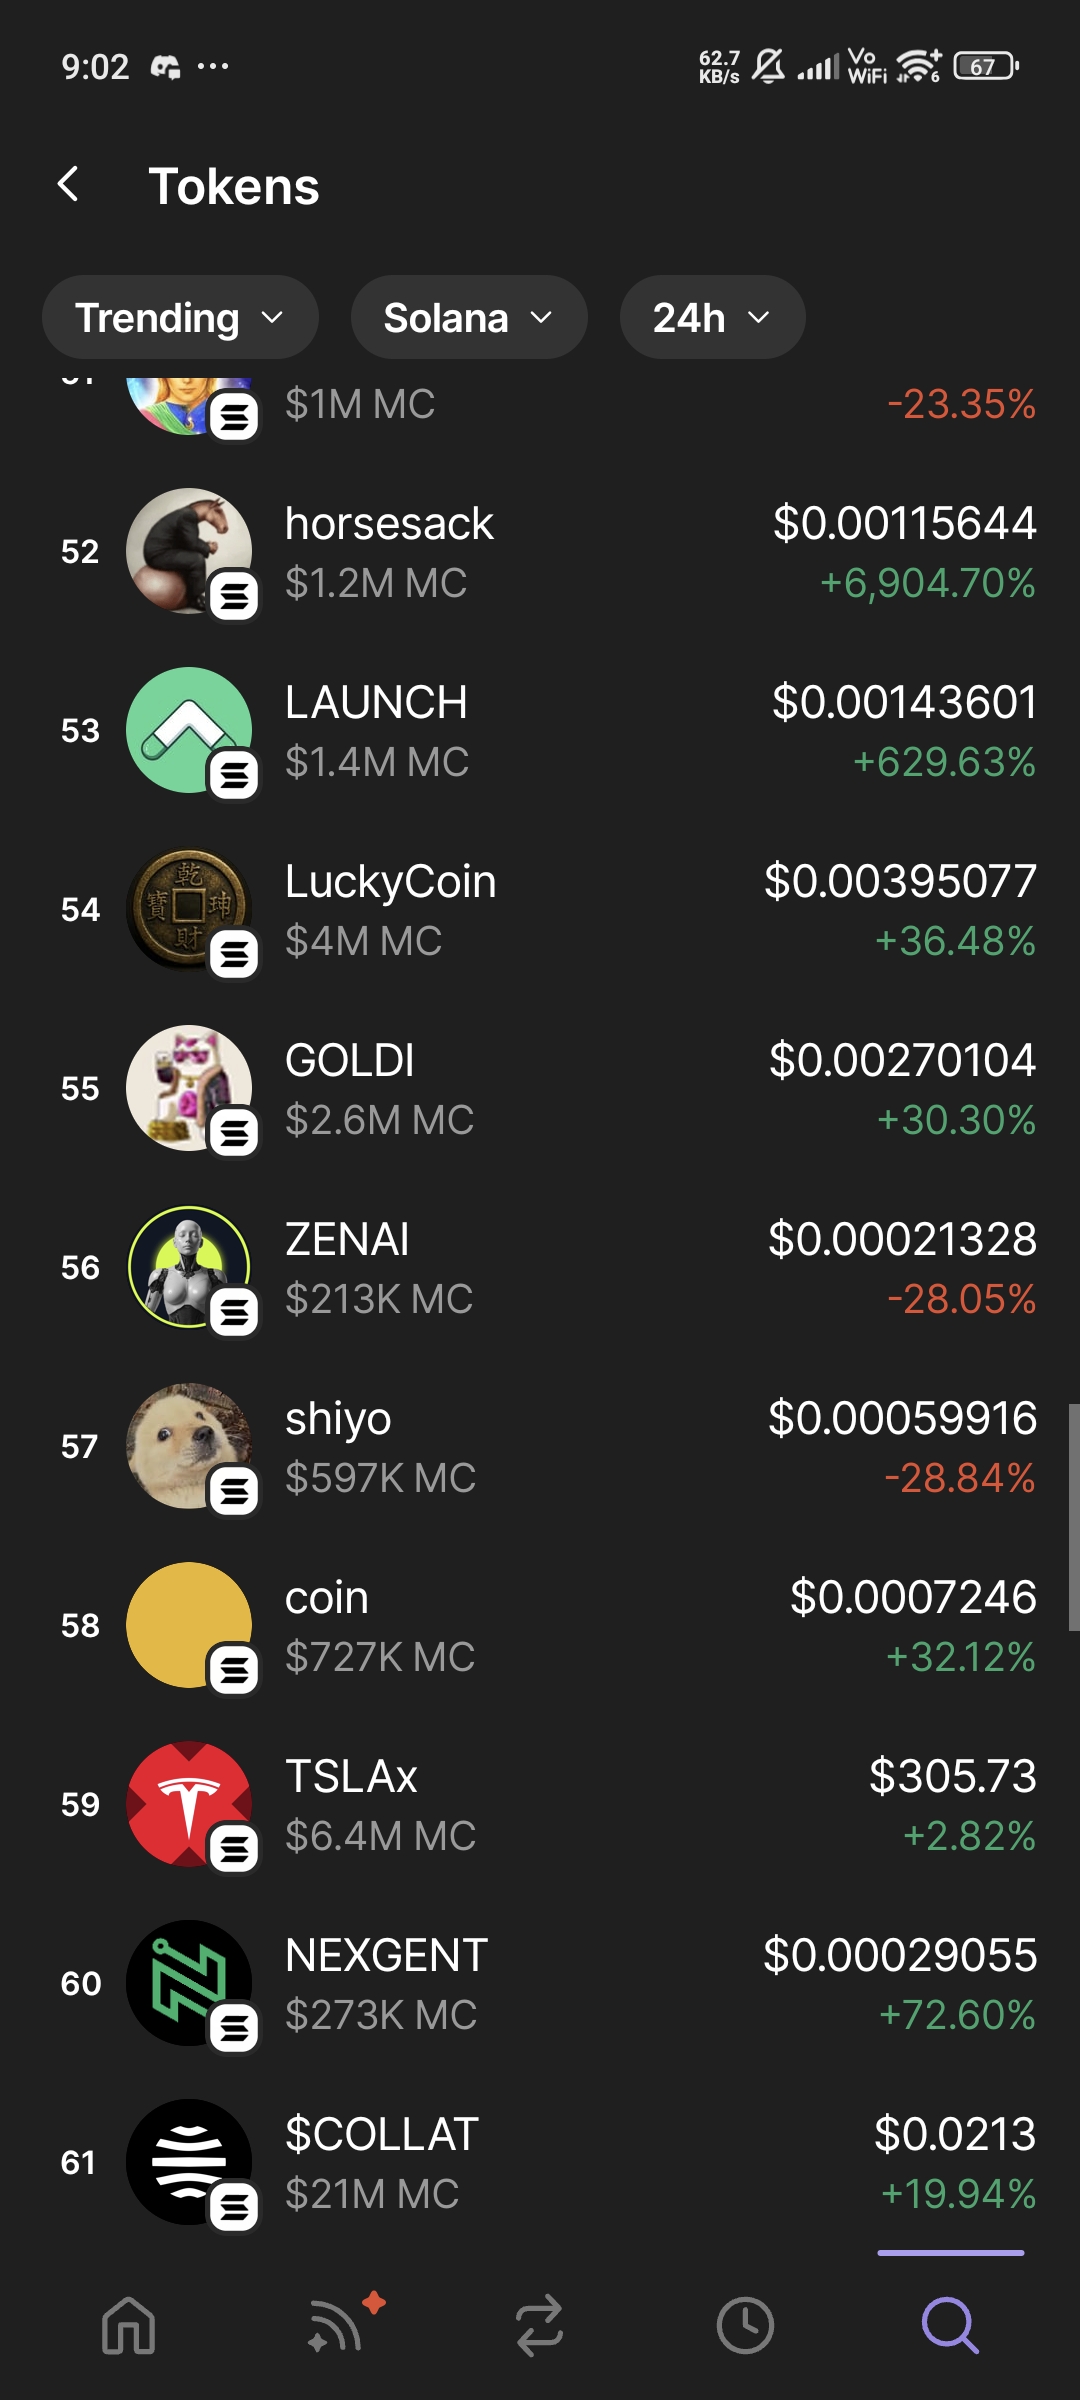 9:02
62.7
KB/s
Vo
WiFi
6
67
Tokens
Trending
Solana
24h
$1M MC
-23.35%
52
horsesack
$0.00115644
$1.2M MC
+6,904.70%
53
LAUNCH
$0.00143601
$1.4M MC
+629.63%
54
LuckyCoin
$0.00395077
$4M MC
+36.48%
55
GOLDI
$0.00270104
$2.6M MC
+30.30%
56
ZENAI
$0.00021328
$213K MC
-28.05%
57
shiyo
$0.00059916
$597K MC
-28.84%
58
coin
$0.0007246
$727K MC
+32.12%
59
TSLAx
$305.73
$6.4M MC
+2.82%
60
NEXGENT
$0.00029055
$273K MC
+72.60%
61
$COLLAT
$0.0213
$21M MC
+19.94%